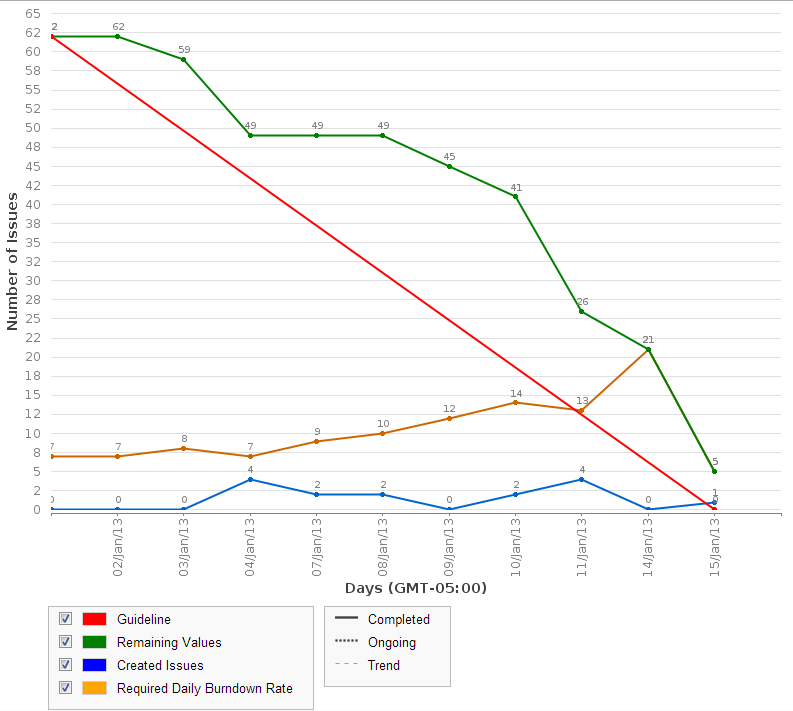 65
62
60
58
55
52
50
48
45
42
40
38
35
32
30
28
25
22
20
18
15
12
10
8
5
2
0
Number of Issues
2 62 59 49 49 49 45 41 26 21 5
7 7 8 7 9 10 12 14 13
0 0 0 4 2 2 0 2 4 0 1
02/Jan/13 03/Jan/13 04/Jan/13 07/Jan/13 08/Jan/13 09/Jan/13 10/Jan/13 11/Jan/13 14/Jan/13 15/Jan/13
Days (GMT-05:00)
Guideline
Remaining Values
Created Issues
Required Daily Burndown Rate
Completed
Ongoing
Trend